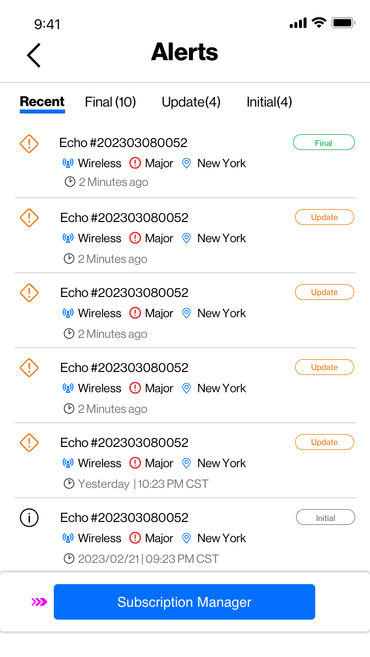 9:41
Alerts
Recent Final (10) Update(4) Initial(4)
Echo #202303080052 Final
Wireless Major New York
2 Minutes ago
Echo #202303080052 Update
Wireless Major New York
2 Minutes ago
Echo #202303080052 Update
Wireless Major New York
2 Minutes ago
Echo #202303080052 Update
Wireless Major New York
2 Minutes ago
Echo #202303080052 Update
Wireless Major New York
Yesterday | 10:23 PM CST
Echo #202303080052 Initial
Wireless Major New York
2023/02/21 | 09:23 PM CST
Subscription Manager